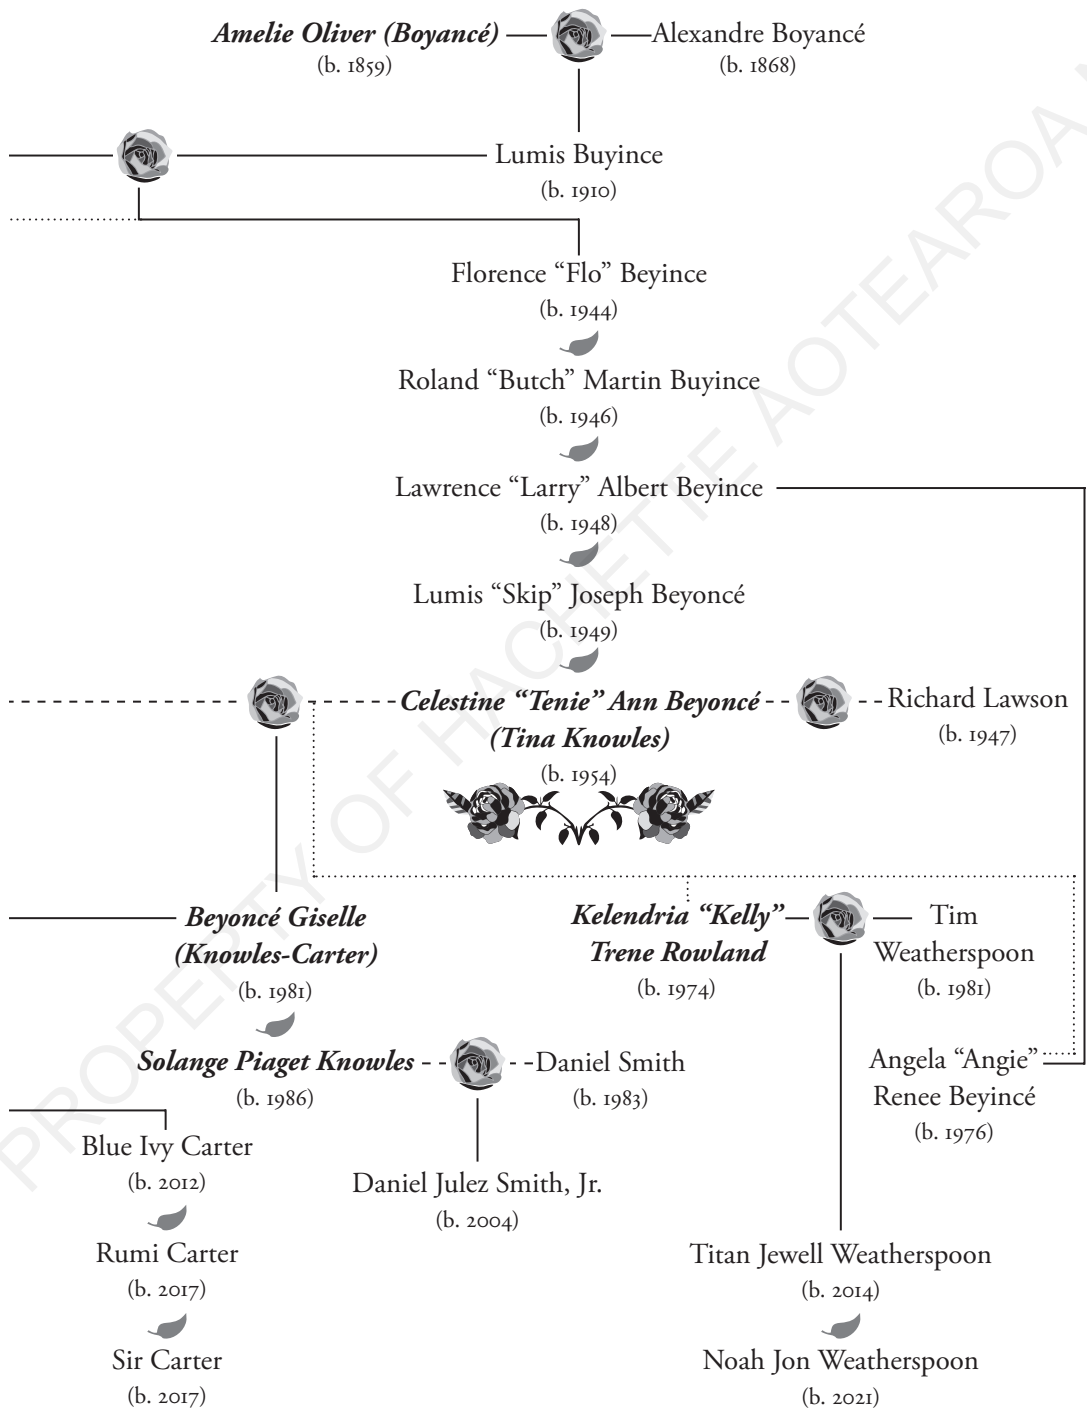 Amelie Oliver (Boyancé)
(b. 1859)
Alexandre Boyancé
(b. 1868)
Lumis Buyince
(b. 1910)
Florence “Flo” Beyince
(b. 1944)
Roland “Butch” Martin Buyince
(b. 1946)
Lawrence “Larry” Albert Beyince
(b. 1948)
Lumis “Skip” Joseph Beyoncé
(b. 1949)
Celestine “Tenie” Ann Beyoncé
(Tina Knowles)
(b. 1954)
Richard Lawson
(b. 1947)
Beyoncé Giselle
(Knowles-Carter)
(b. 1981)
Kelendria “Kelly”
Trene Rowland
(b. 1974)
Tim
Weatherspoon
(b. 1981)
Solange Piaget Knowles
(b. 1986)
Daniel Smith
(b. 1983)
Angela “Angie”
Renee Beyincé
(b. 1976)
Blue Ivy Carter
(b. 2012)
Daniel Julez Smith, Jr.
(b. 2004)
Rumi Carter
(b. 2017)
Titan Jewell Weatherspoon
(b. 2014)
Sir Carter
(b. 2017)
Noah Jon Weatherspoon
(b. 2021)
PROPERTY OF HACHETTE AOTEAROA